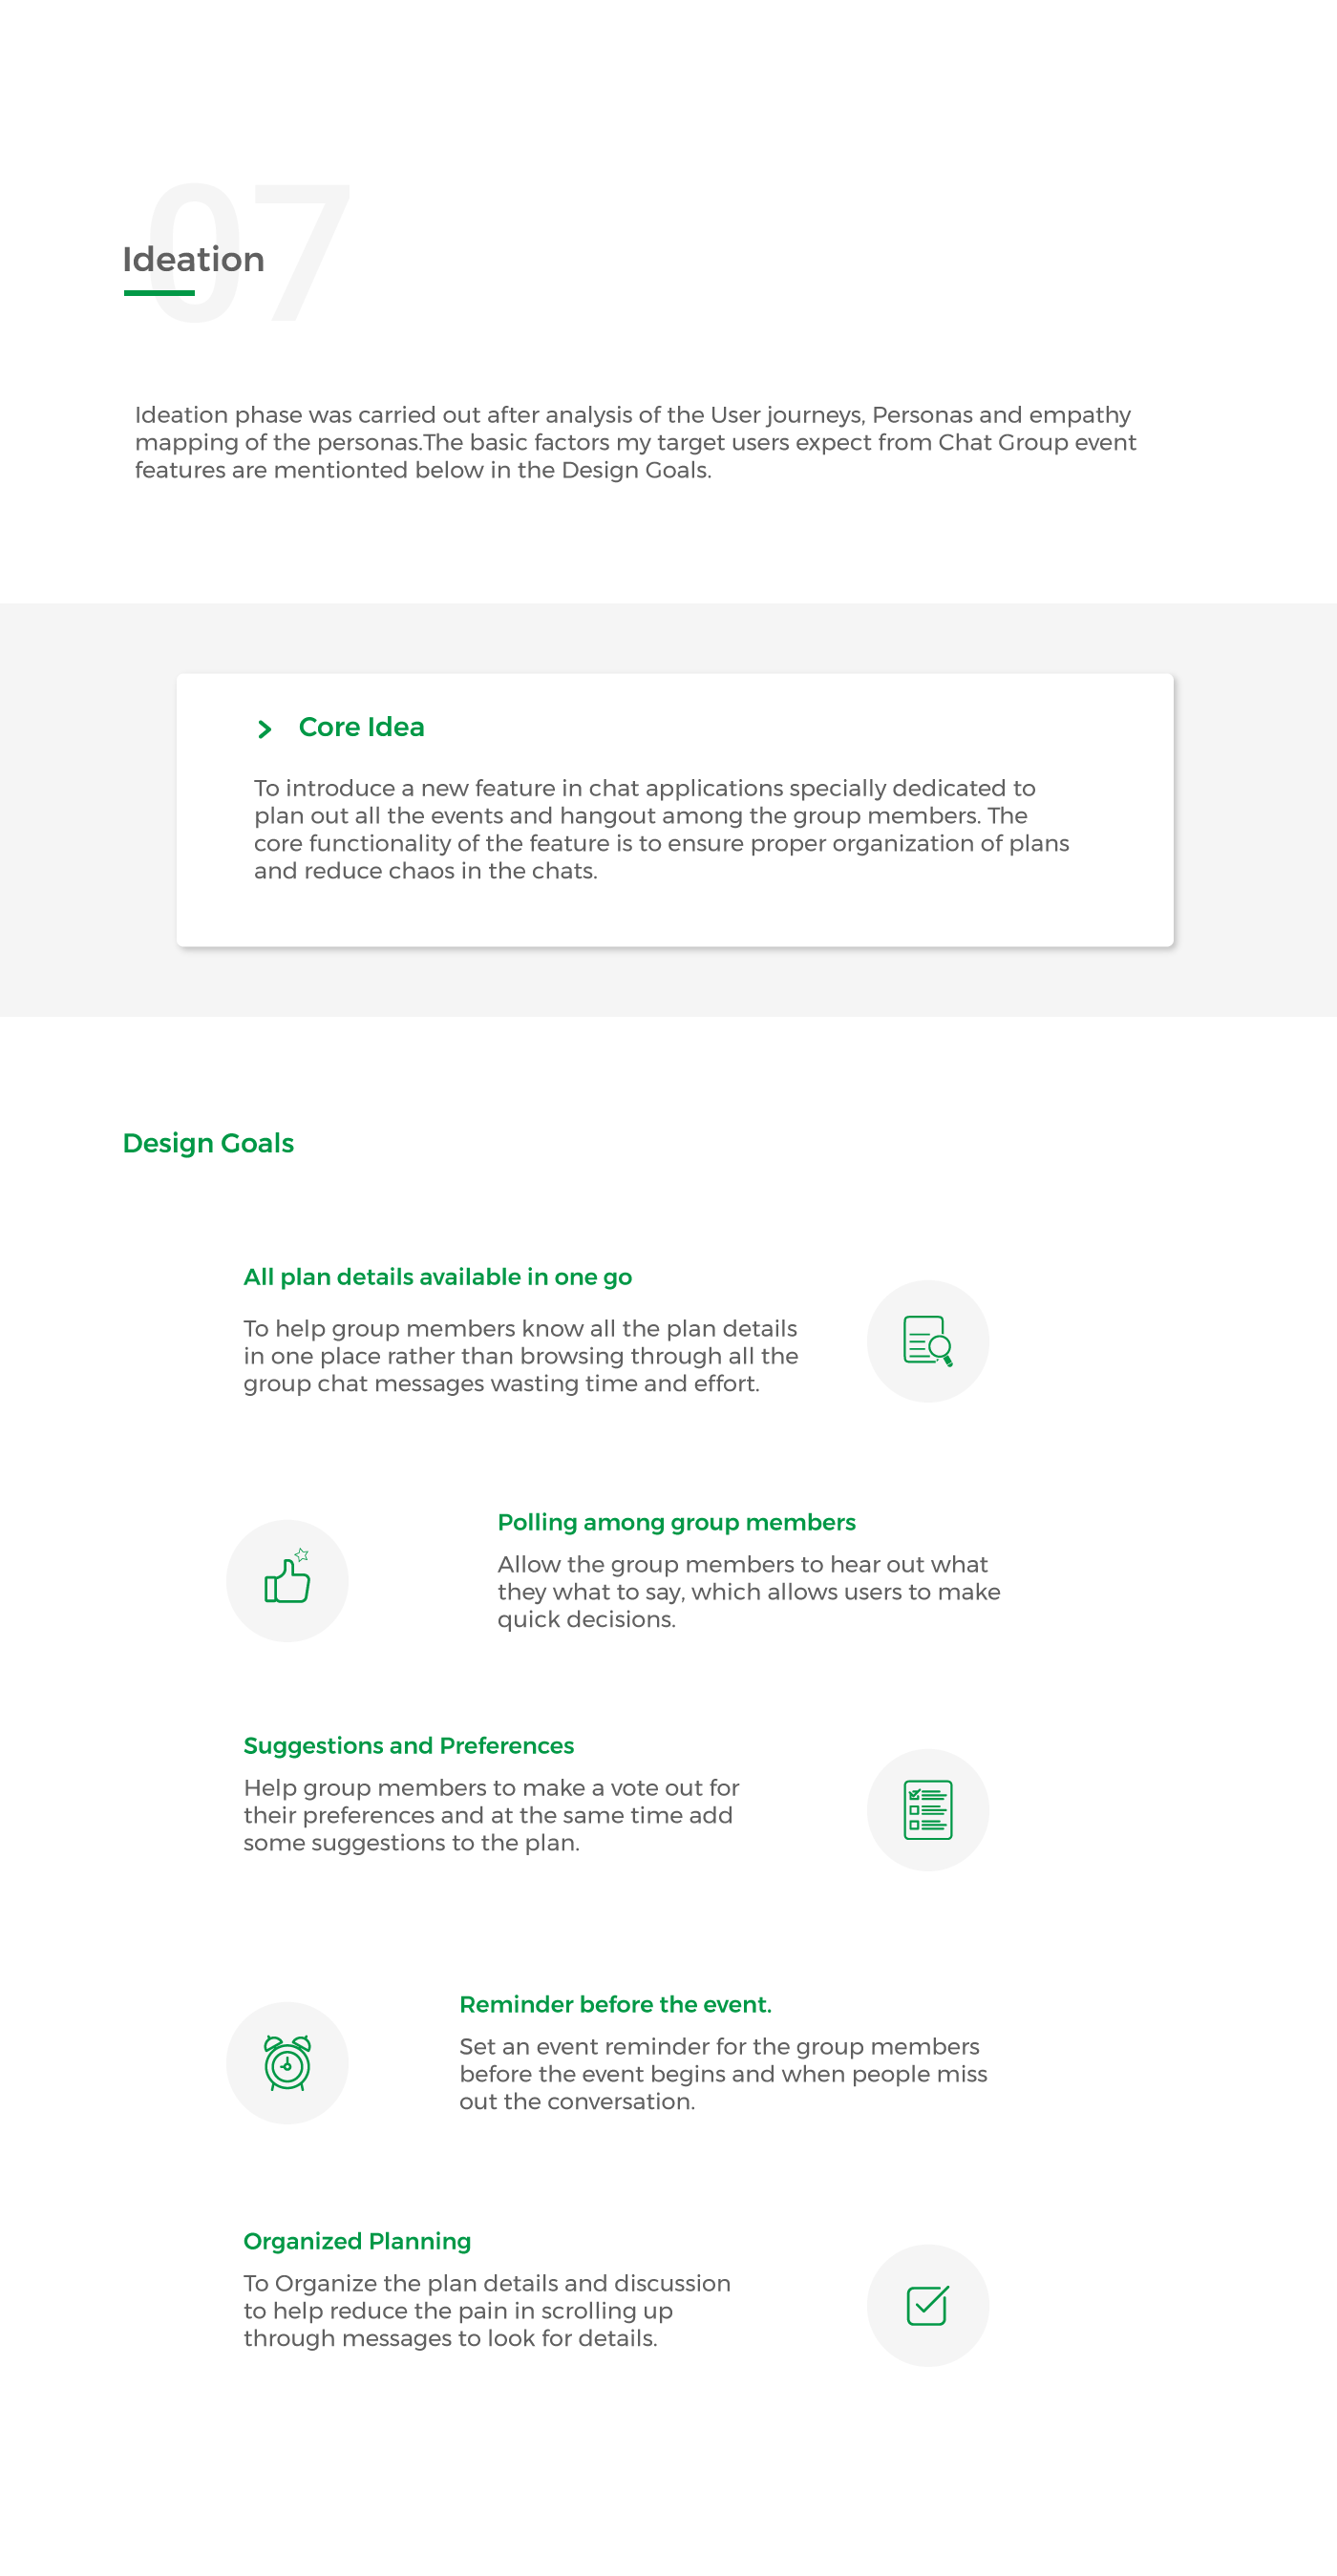 07
Ideation
Ideation phase was carried out after analysis of the User journeys, Personas and empathy
mapping of the personas.The basic factors my target users expect from Chat Group event
features are mentionted below in the Design Goals.
Core Idea
To introduce a new feature in chat applications specially dedicated to
plan out all the events and hangout among the group members. The
core functionality of the feature is to ensure proper organization of plans
and reduce chaos in the chats.
Design Goals
All plan details available in one go
To help group members know all the plan details
in one place rather than browsing through all the
group chat messages wasting time and effort.
Polling among group members
Allow the group members to hear out what
they what to say, which allows users to make
quick decisions.
Suggestions and Preferences
Help group members to make a vote out for
their preferences and at the same time add
some suggestions to the plan.
Reminder before the event.
Set an event reminder for the group members
before the event begins and when people miss
out the conversation.
Organized Planning
To Organize the plan details and discussion
to help reduce the pain in scrolling up
through messages to look for details.